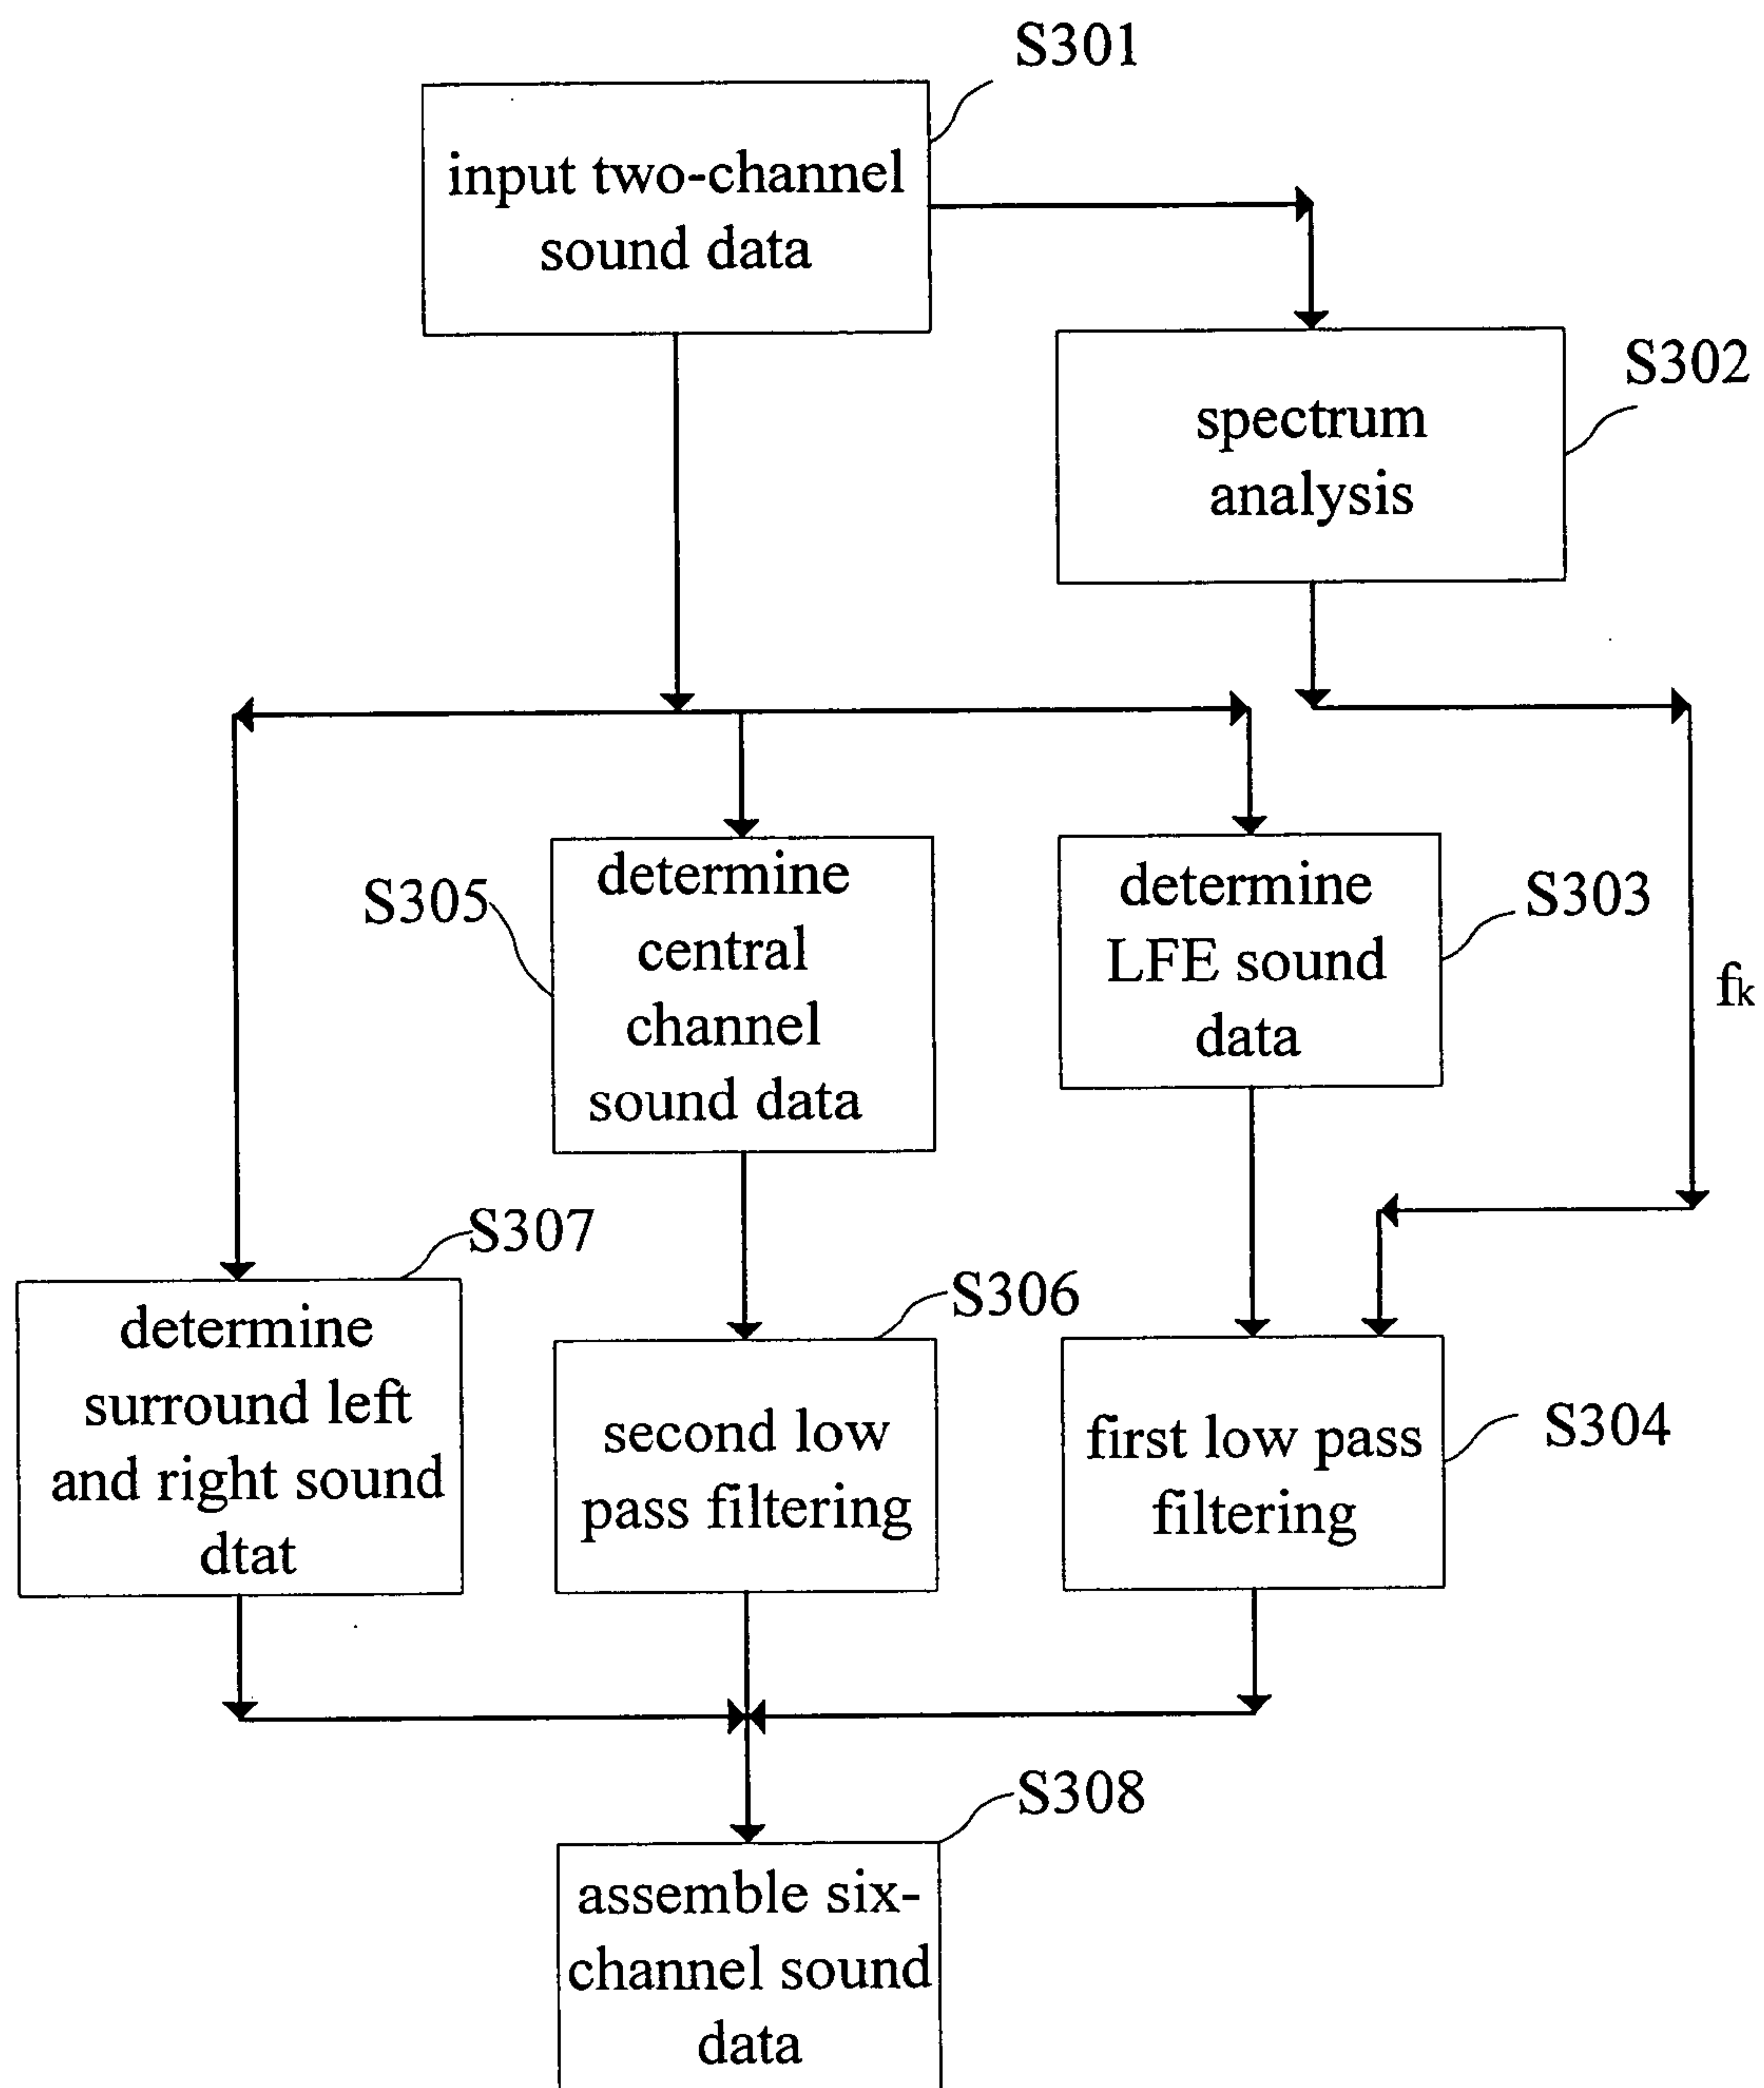 S301
input two-channel
sound data
S302
spectrum
analysis
S305
determine
central
channel
sound data
determine
LFE sound
data
S303
fk
S307
determine
surround left
and right sound
dtat
S306
second low
pass filtering
first low pass
filtering
S304
S308
assemble six-
channel sound
data